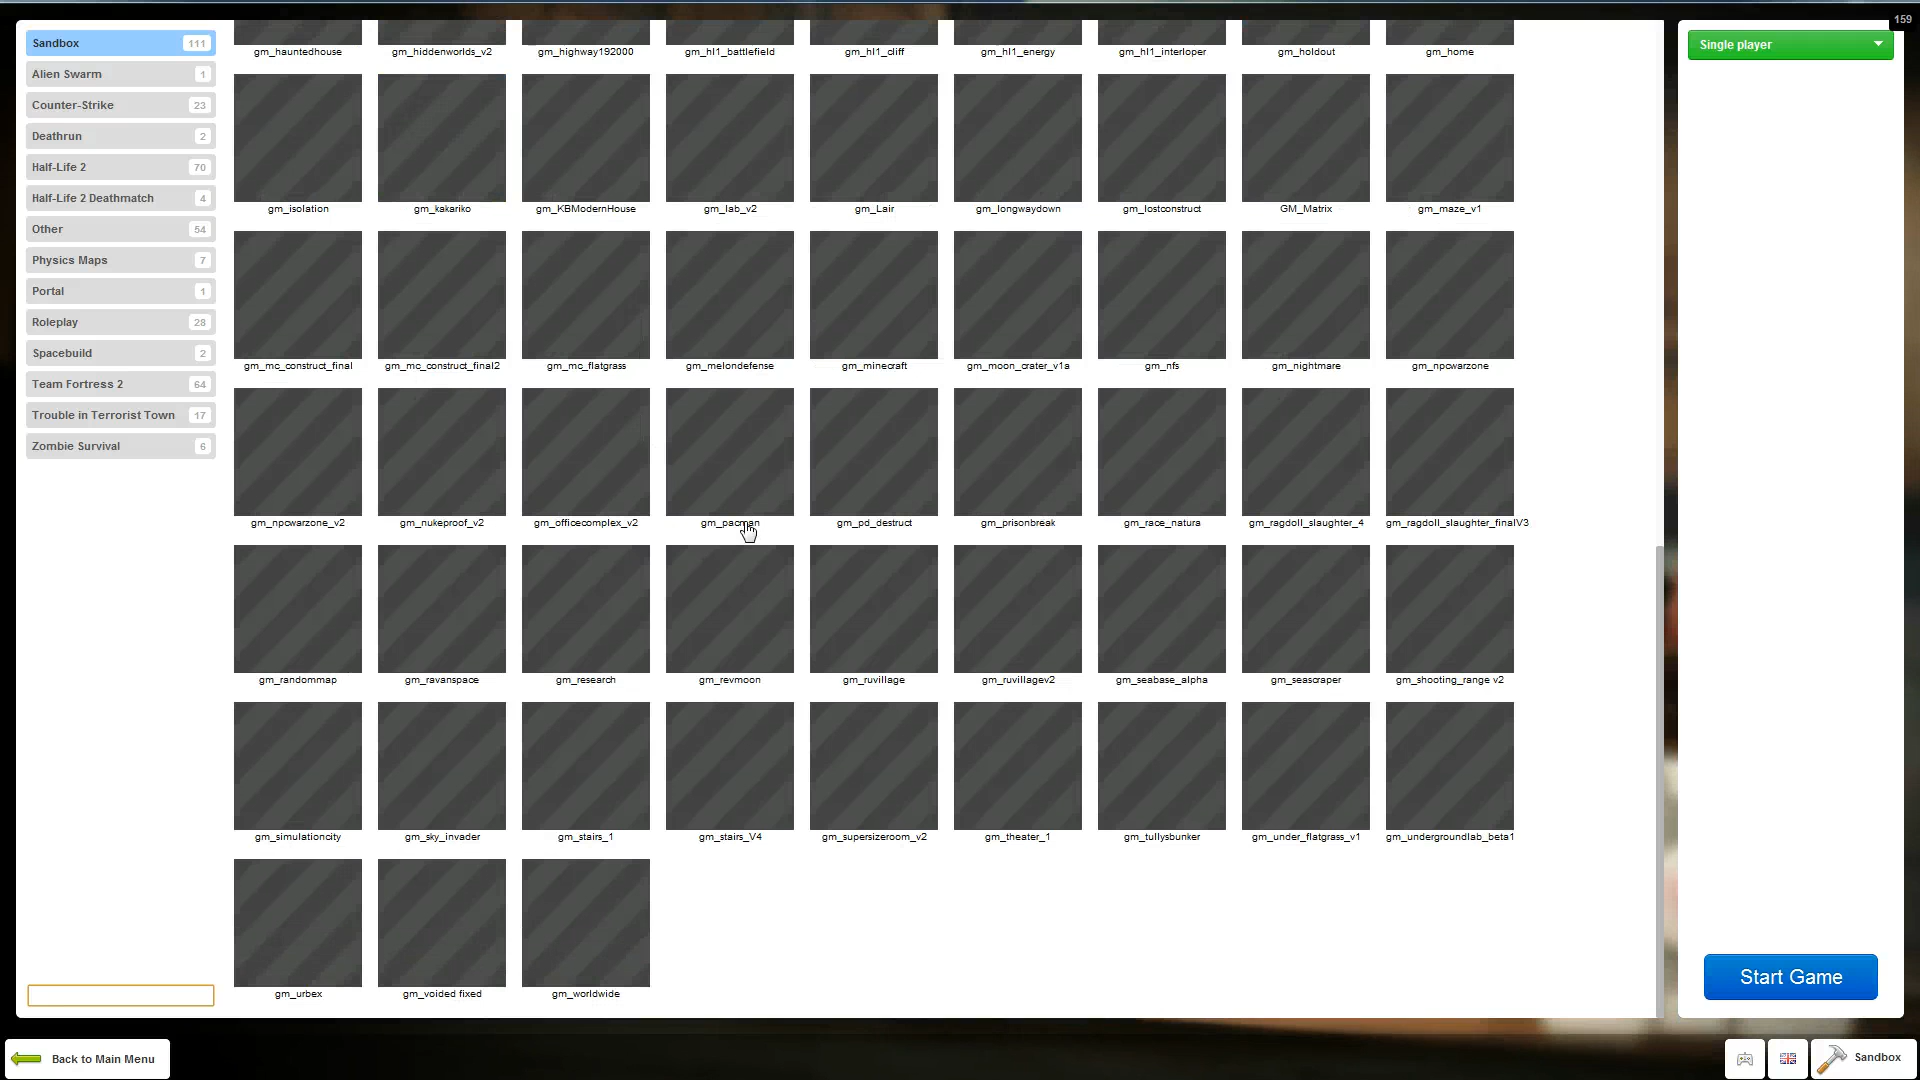 159
Sandbox 111
Alien Swarm 1
Counter-Strike 23
Deathrun 2
Half-Life 2 70
Half-Life 2 Deathmatch 4
Other 54
Physics Maps 7
Portal 1
Roleplay 28
Spacebuild 2
Team Fortress 2 64
Trouble in Terrorist Town 17
Zombie Survival 6
gm_hauntedhouse gm_hiddenworlds_v2 gm_highway192000 gm_hl1_battlefield gm_hl1_cliff gm_hl1_energy gm_hl1_interloper gm_holdout gm_home
gm_isolation gm_kakariko gm_KBModernHouse gm_lab_v2 gm_Lair gm_longwaydown gm_lostconstruct GM_Matrix gm_maze_v1
gm_mc_construct_final gm_mc_construct_final2 gm_mc_flatgrass gm_melondefense gm_minecraft gm_moon_crater_v1a gm_nfs gm_nightmare gm_npcwarzone
gm_npcwarzone_v2 gm_nukeproof_v2 gm_officecomplex_v2 gm_pacman gm_pd_destruct gm_prisonbreak gm_race_natura gm_ragdoll_slaughter_4 gm_ragdoll_slaughter_finalV3
gm_randommap gm_ravanspace gm_research gm_revmoon gm_ruvillage gm_ruvillagev2 gm_seabase_alpha gm_seascraper gm_shooting_range v2
gm_simulationcity gm_sky_invader gm_stairs_1 gm_stairs_V4 gm_supersizeroom_v2 gm_theater_1 gm_tullysbunker gm_under_flatgrass_v1 gm_undergroundlab_beta1
gm_urbex gm_voided fixed gm_worldwide
Single player
Start Game
Back to Main Menu
Sandbox